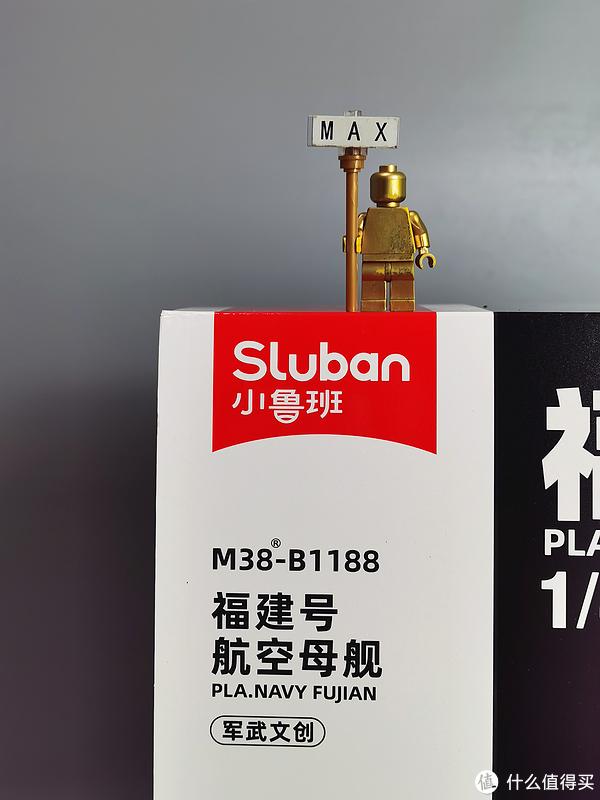 MAX
Sluban
小鲁班
M38®-B1188
福建号
航空母舰
PLA.NAVY FUJIAN
军武文创
PLA
1/
值 什么值得买